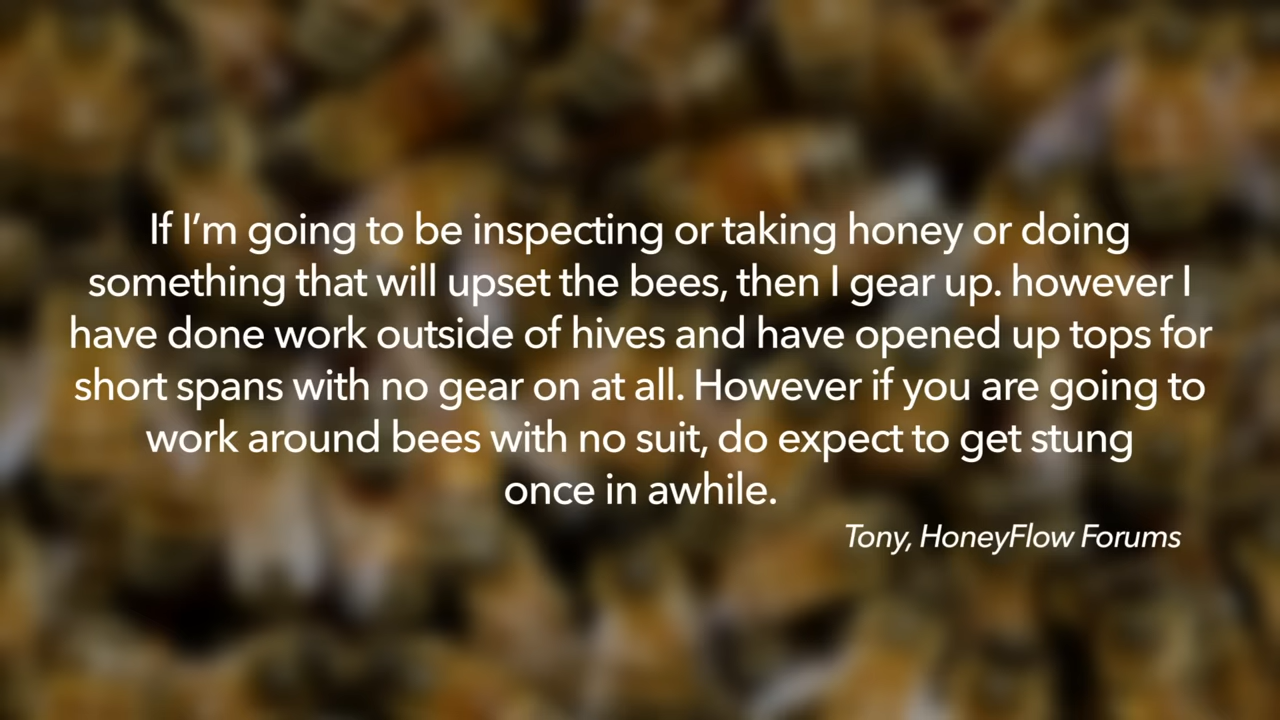 If I’m going to be inspecting or taking honey or doing
something that will upset the bees, then I gear up. however I
have done work outside of hives and have opened up tops for
short spans with no gear on at all. However if you are going to
work around bees with no suit, do expect to get stung
once in awhile.
Tony, HoneyFlow Forums